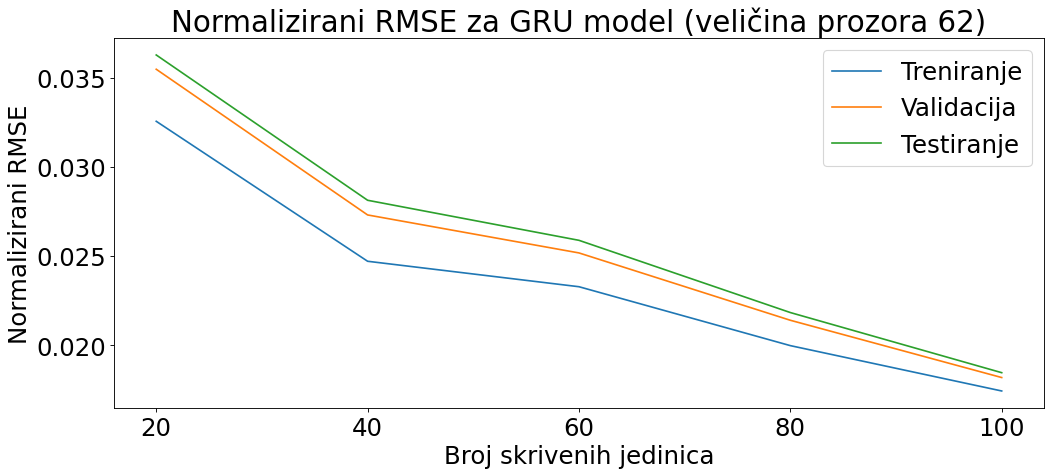 Normalizirani RMSE za GRU model (veličina prozora 62)
Treniranje
Validacija
Testiranje
Normalizirani RMSE
0.035
0.030
0.025
0.020
20 40 60 80 100
Broj skrivenih jedinica